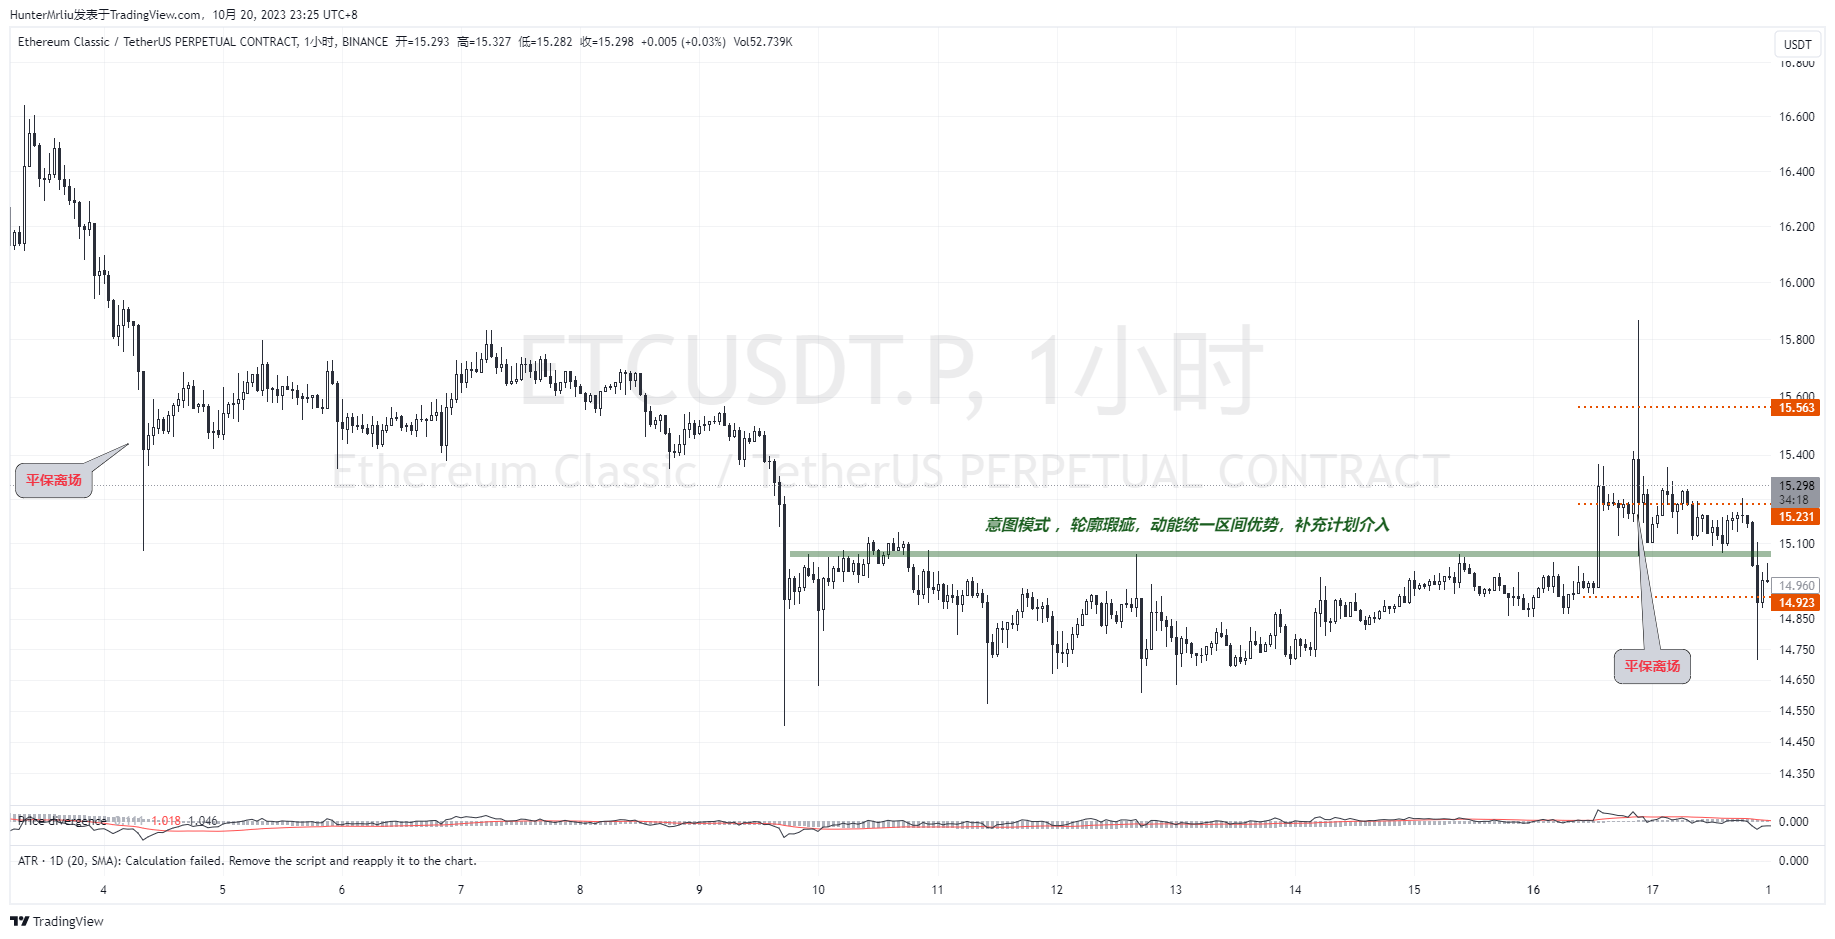 HunterMrliu发表于TradingView.com, 10月 20, 2023 23:25 UTC+8
Ethereum Classic / TetherUS PERPETUAL CONTRACT, 1小时, BINANCE 开=15.293 高=15.327 低=15.282 收=15.298 +0.005 (+0.03%) Vol52.739K
USDT
16.800
16.600
16.400
16.200
16.000
15.800
15.600
15.563
15.400
15.298
34:18
15.231
15.100
14.960
14.923
14.850
14.750
14.650
14.550
14.450
14.350
ETCUSDT.P, 1小时
Ethereum Classic / TetherUS PERPETUAL CONTRACT
平保离场
意图模式，轮廓瑕疵，动能统一区间优势，补充计划介入
平保离场
Price divergence 1.018 1.046
0.000
ATR · 1D (20, SMA): Calculation failed. Remove the script and reapply it to the chart.
0.000
4 5 6 7 8 9 10 11 12 13 14 15 16 17 1
TradingView